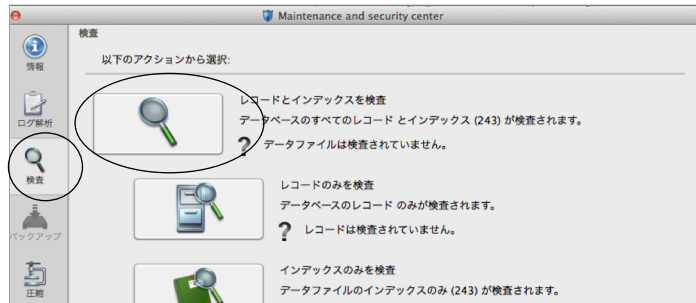 Maintenance and security center
検査
以下のアクションから選択:
情報
ログ解析
検査
バックアップ
圧縮
レコードとインデックスを検査
データベースのすべてのレコード とインデックス (243) が検査されます。
? データファイルは検査されていません。
レコードのみを検査
データベースのレコード のみが検査されます。
? レコードは検査されていません。
インデックスのみを検査
データファイルのインデックスのみ (243) が検査されます。